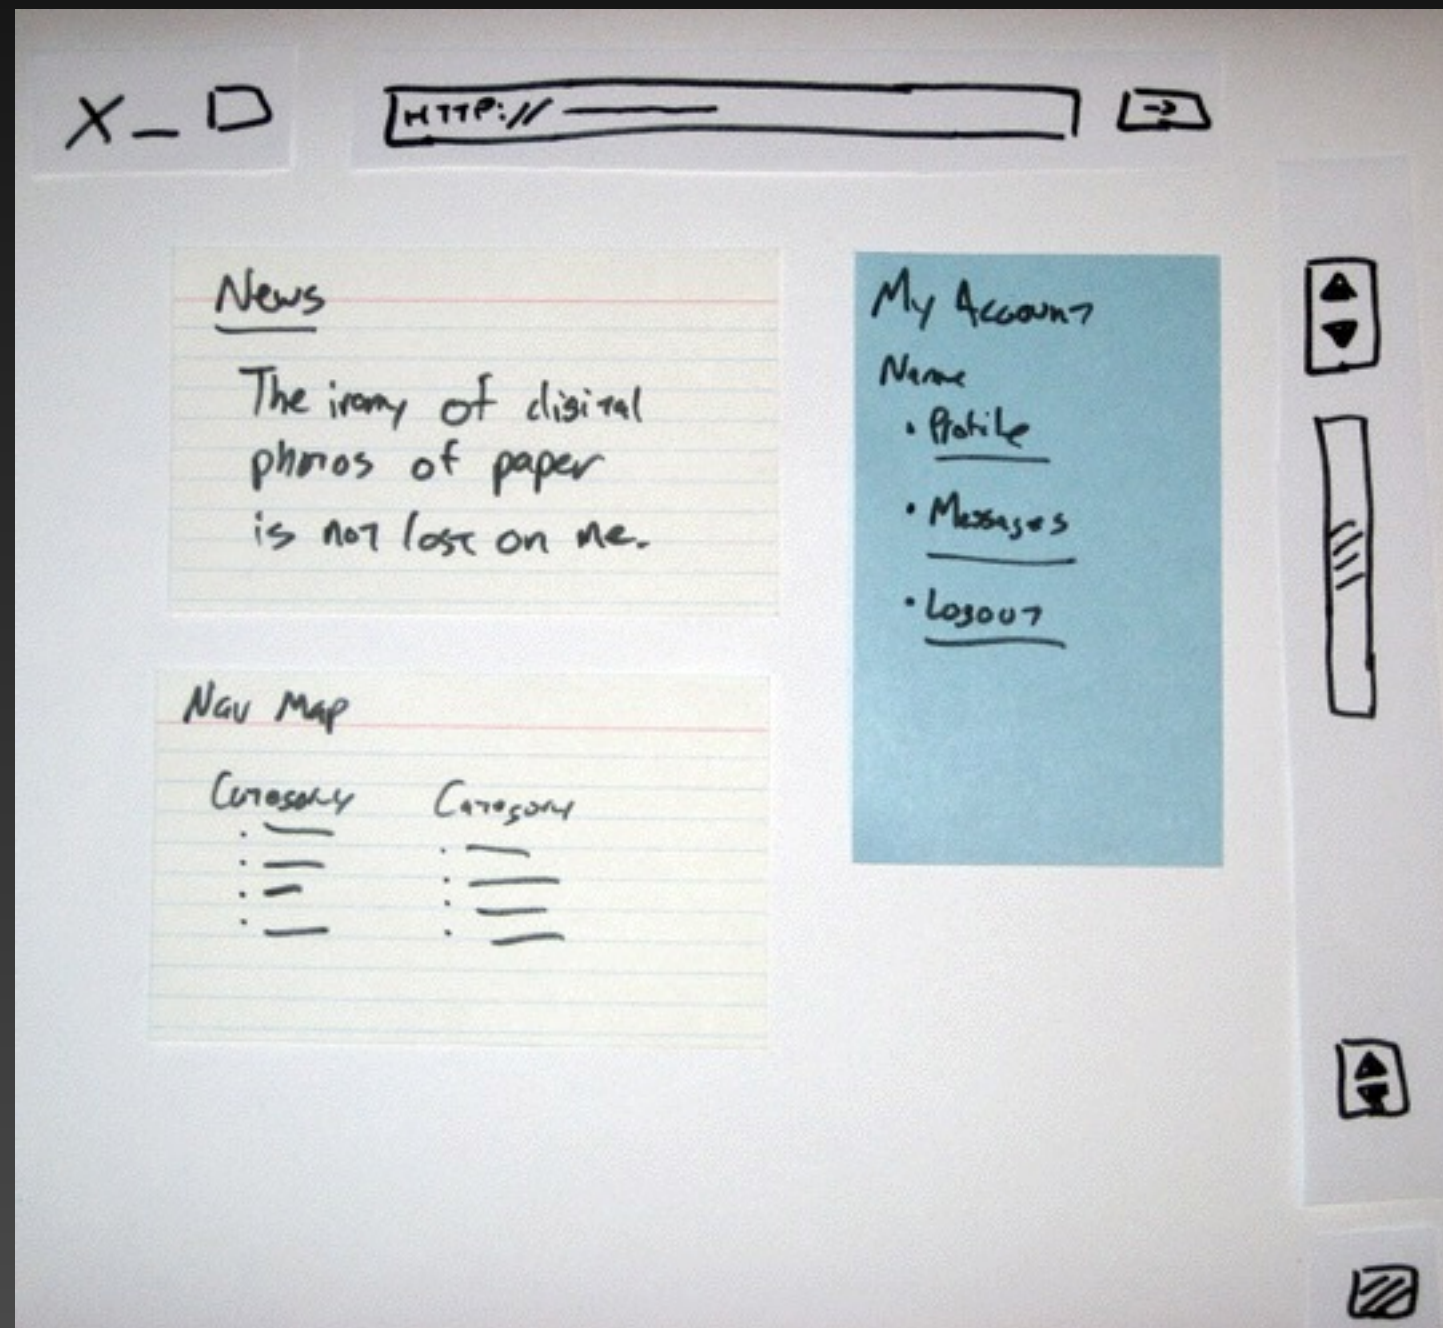 X _
HTTP://
News
The irony of digital
photos of paper
is not lost on me.
My Account
Name
• Profile
• Messages
• Logout
Nav Map
Category Category